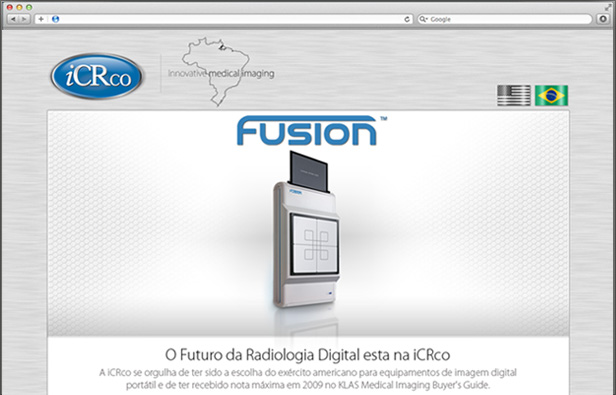 Google
iCRco
Innovative medical imaging
FUSION™
FUSION
O Futuro da Radiologia Digital esta na iCRco
A iCRco se orgulha de ter sido a escolha do exército americano para equipamentos de imagem digital
portátil e de ter recebido nota máxima em 2009 no KLAS Medical Imaging Buyer's Guide.